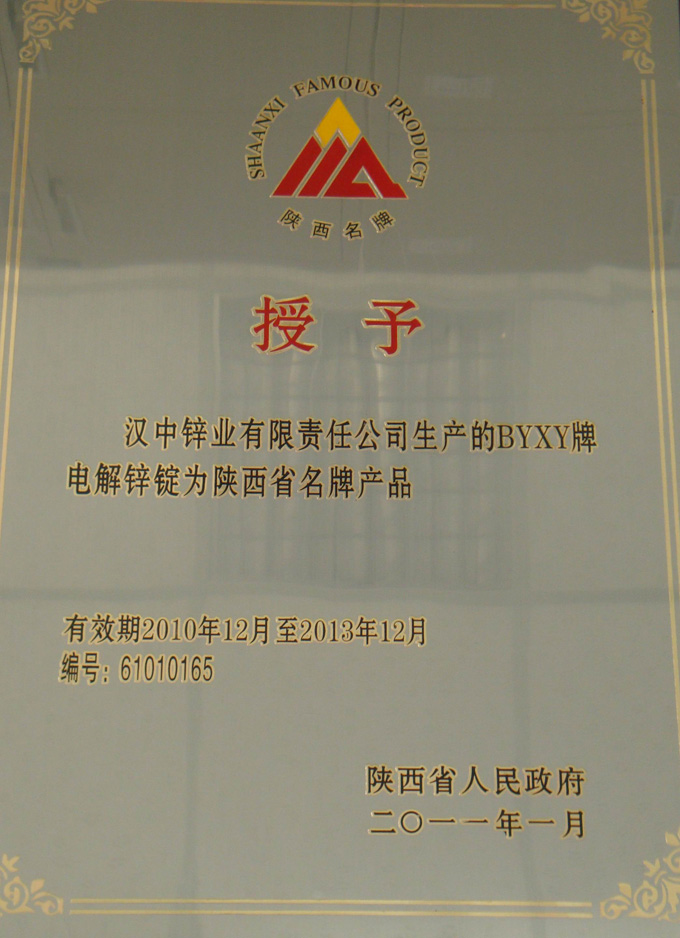 SHAANXI FAMOUS PRODUCT
陕西名牌
授予
汉中锌业有限责任公司生产的BYXY牌
电解锌锭为陕西省名牌产品
有效期2010年12月至2013年12月
编号：61010165
陕西省人民政府
二〇一一年一月